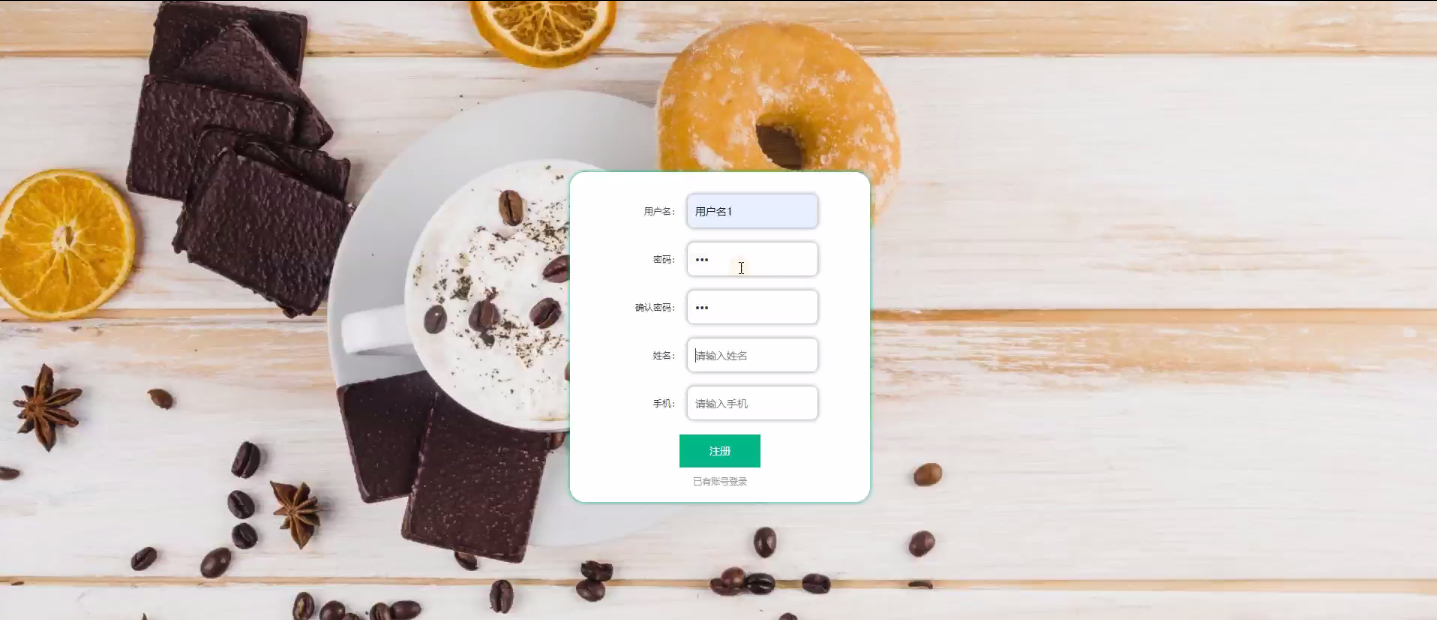 用户名：
用户名1
密码：
•••
确认密码：
•••
姓名：
请输入姓名
手机：
请输入手机
注册
已有账号登录